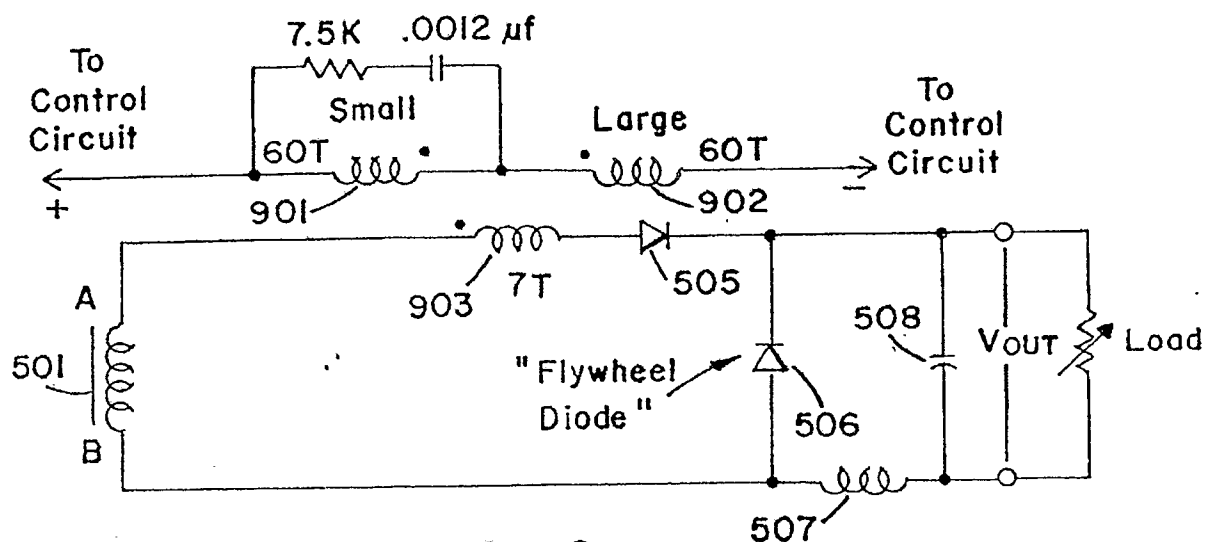 7.5K .0012 µf
To
Control
Circuit
Small
Large
To
Control
Circuit
60T
60T
+
901
902
-
903
7T
505
A
501
B
"Flywheel
Diode"
506
508
VOUT
Load
507